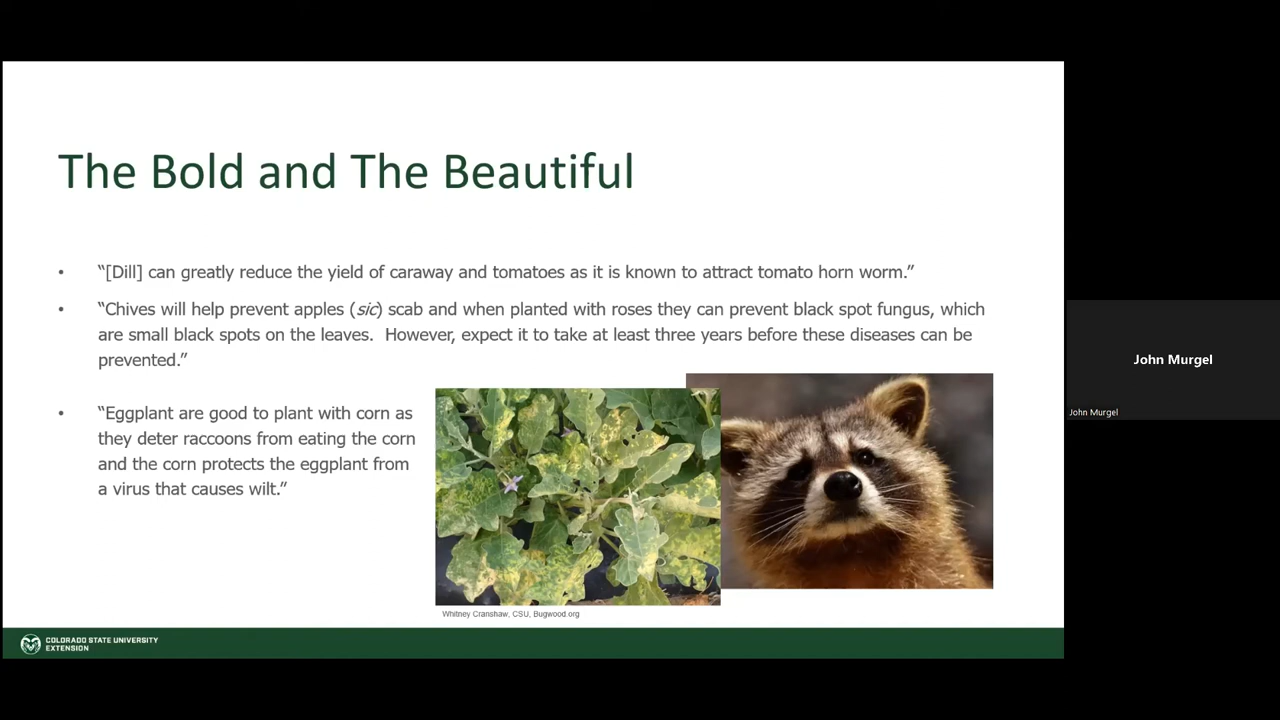 The Bold and The Beautiful
• “[Dill] can greatly reduce the yield of caraway and tomatoes as it is known to attract tomato horn worm.”
• “Chives will help prevent apples (sic) scab and when planted with roses they can prevent black spot fungus, which
are small black spots on the leaves.  However, expect it to take at least three years before these diseases can be
prevented.”
• “Eggplant are good to plant with corn as
they deter raccoons from eating the corn
and the corn protects the eggplant from
a virus that causes wilt.”
Whitney Cranshaw, CSU, Bugwood.org
COLORADO STATE UNIVERSITY
EXTENSION
John Murgel
John Murgel